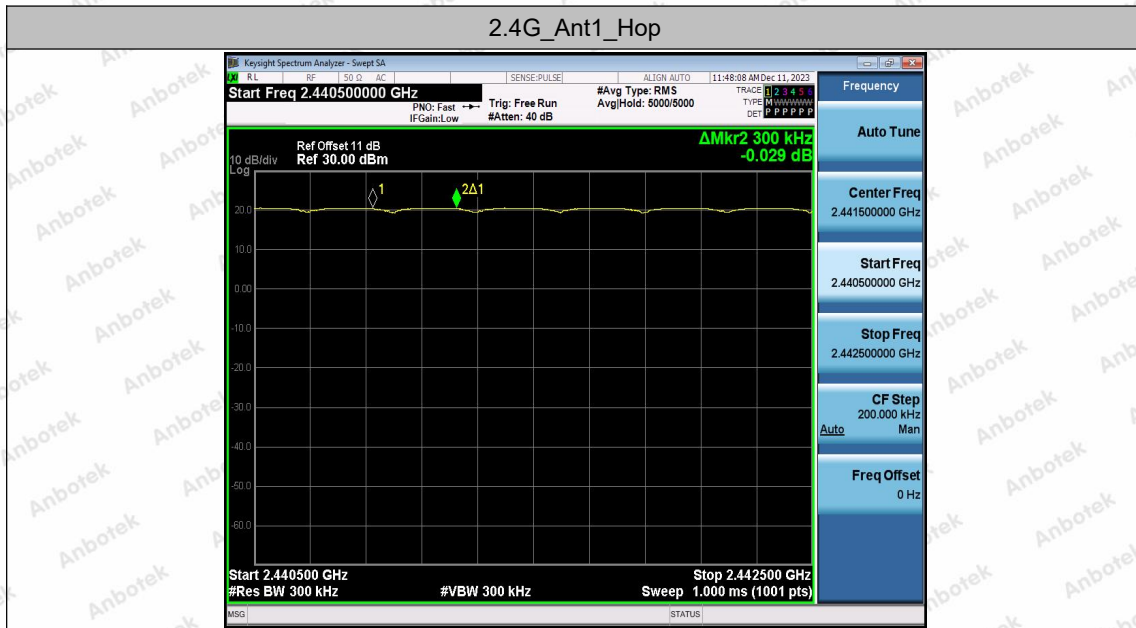 2.4G_Ant1_Hop
Keysight Spectrum Analyzer - Swept SA
RL RF 50 Ω AC SENSE:PULSE ALIGN AUTO 11:48:08 AM Dec 11, 2023
Start Freq 2.440500000 GHz
PNO: Fast
IFGain:Low
Trig: Free Run
#Atten: 40 dB
#Avg Type: RMS
Avg|Hold: 5000/5000
TRACE 1 2 3 4 5 6
TYPE M WWWWW
DET P P P P P P
Frequency
Auto Tune
Center Freq
2.441500000 GHz
Start Freq
2.440500000 GHz
Stop Freq
2.442500000 GHz
CF Step
200.000 kHz
Auto Man
Freq Offset
0 Hz
ΔMkr2 300 kHz
-0.029 dB
Ref Offset 11 dB
10 dB/div Ref 30.00 dBm
Log
1
2Δ1
20.0
10.0
0.00
-10.0
-20.0
-30.0
-40.0
-50.0
-60.0
Start 2.440500 GHz Stop 2.442500 GHz
#Res BW 300 kHz #VBW 300 kHz Sweep 1.000 ms (1001 pts)
MSG STATUS
Anbotek